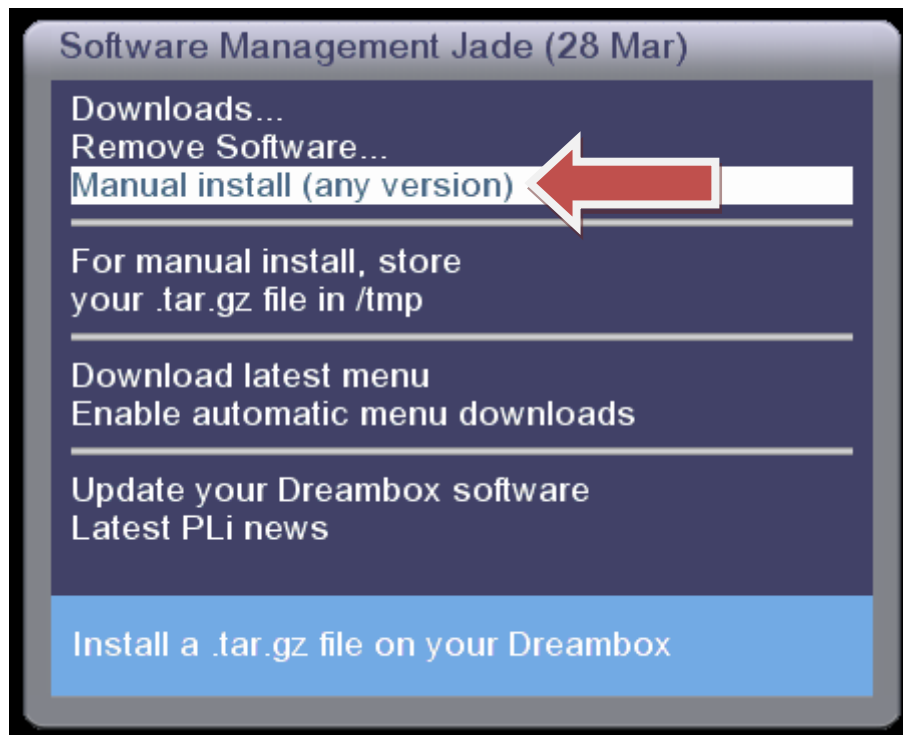 Software Management Jade (28 Mar)
Downloads...
Remove Software...
Manual install (any version)
For manual install, store
your .tar.gz file in /tmp
Download latest menu
Enable automatic menu downloads
Update your Dreambox software
Latest PLi news
Install a .tar.gz file on your Dreambox